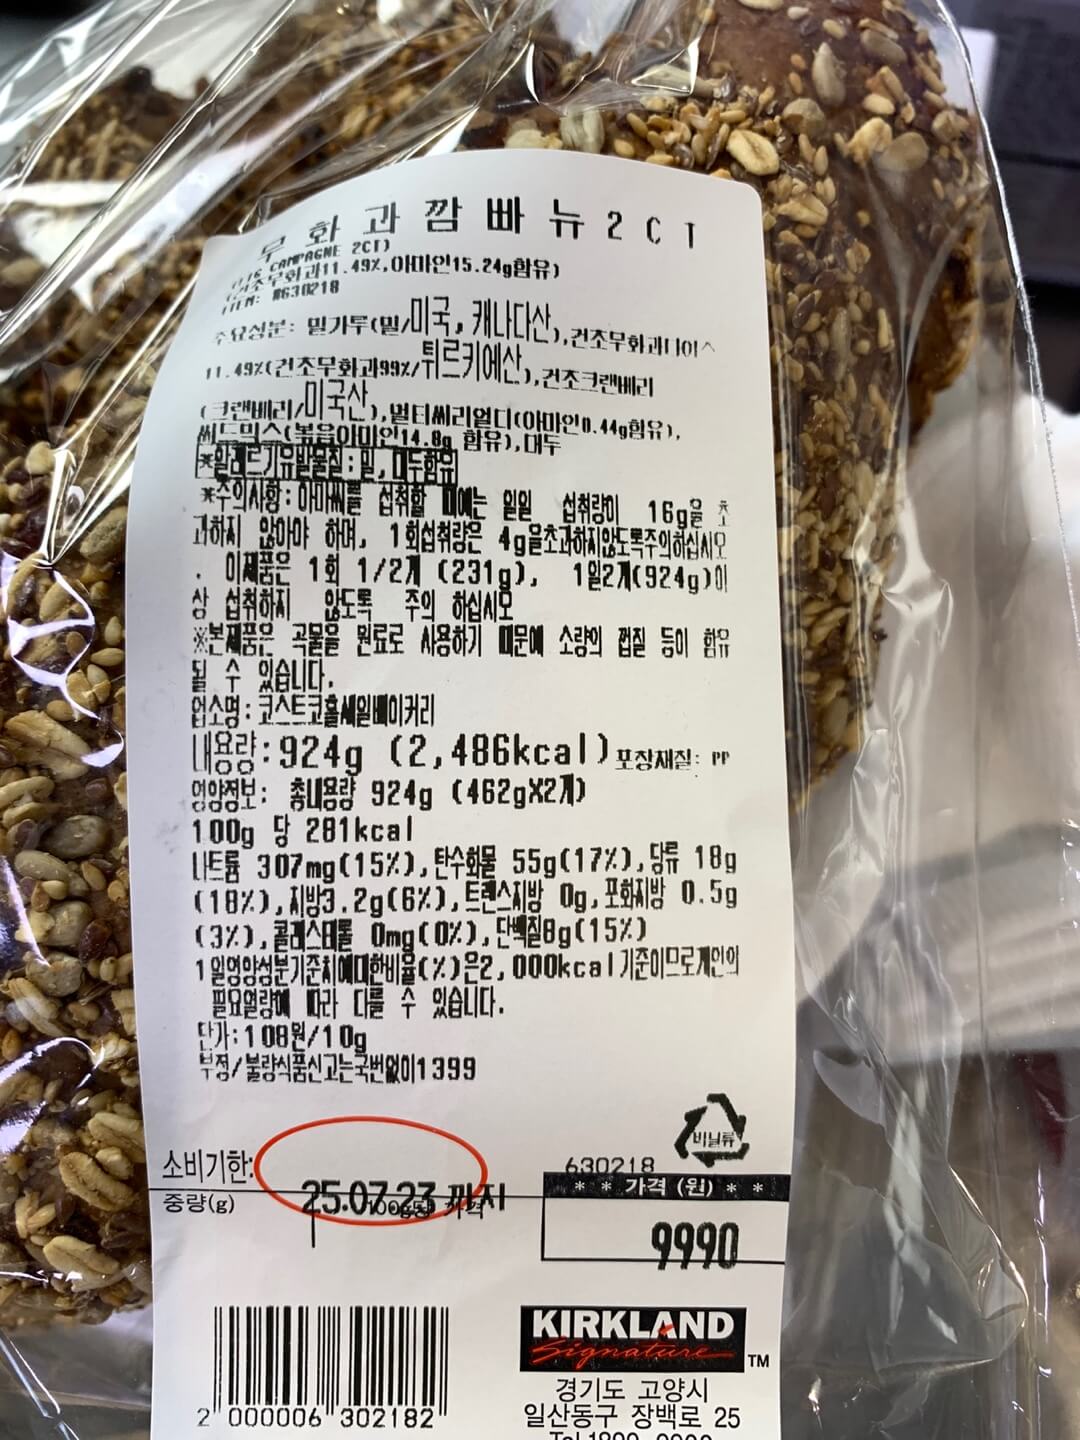 무화과깜빠뉴2CT
CAMPAGNE 2CT)
(건조무화과11.49%,아마인15.24g함유)
ITEM: #630218
주요성분: 밀가루(밀/미국,캐나다산),건조무화과다이스
11.49%(건조무화과99%/튀르키예산),건조크랜베리
(크랜베리/미국산),멀티씨리얼디(아마인0.44g함유),
씨드믹스(볶음아마인14.8g 함유),대두
*알레르기유발물질:밀,대두함유
*주의사항:아마씨를 섭취할 때에는 일일 섭취량이 16g을 초
과하지 않아야 하며, 1회섭취량은 4g을초과하지않도록주의하십시오
. 이제품은 1회 1/2개 (231g), 1일2개(924g)이
상 섭취하지 않도록 주의 하십시오
※본제품은 곡물을 원료로 사용하기 때문에 소량의 껍질 등이 함유
될 수 있습니다.
업소명:코스트코홀세일베이커리
내용량:924g (2,486kcal) 포장재질: PP
영양정보: 총내용량 924g (462gX2개)
100g 당 281kcal
나트륨 307mg(15%),탄수화물 55g(17%),당류 18g
(18%),지방3.2g(6%),트랜스지방 0g,포화지방 0.5g
(3%),콜레스테롤 0mg(0%),단백질8g(15%)
1일영양성분기준치에대한비율(%)은2,000kcal기준이므로개인의
필요열량에 따라 다를 수 있습니다.
단가:108원/10g
부정/불량식품신고는국번없이1399
비닐류
소비기한:
25.07.23 까지
630218
중량(g)
100g당 가격
* * 가격 (원) * *
9990
KIRKLAND
Signature
TM
2 000006 302182
경기도 고양시
일산동구 장백로 25